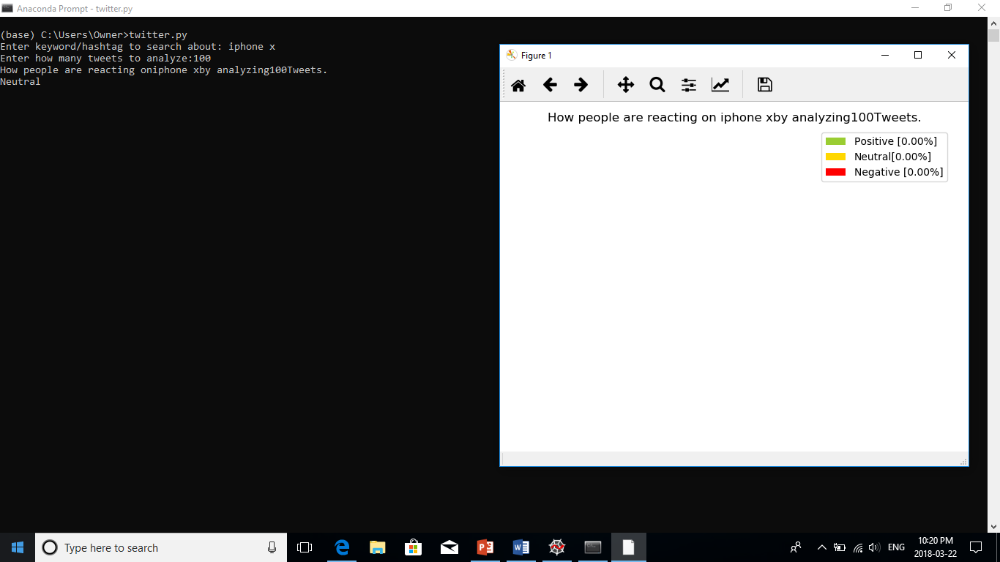 Anaconda Prompt - twitter.py
(base) C:\Users\Owner>twitter.py
Enter keyword/hashtag to search about: iphone x
Enter how many tweets to analyze:100
How people are reacting oniphone xby analyzing100Tweets.
Neutral
Figure 1
How people are reacting on iphone xby analyzing100Tweets.
Positive [0.00%]
Neutral[0.00%]
Negative [0.00%]
Type here to search
ENG
10:20 PM
2018-03-22